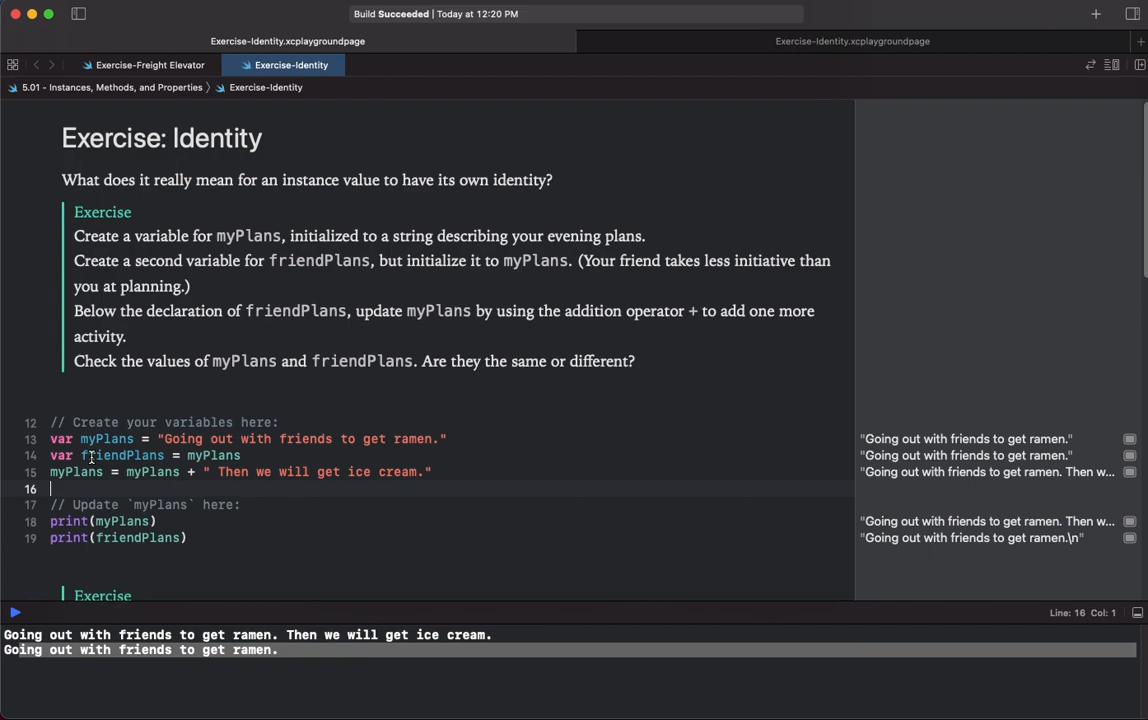 Build Succeeded | Today at 12:20 PM
Exercise-Identity.xcplaygroundpage
Exercise-Identity.xcplaygroundpage
Exercise-Freight Elevator
Exercise-Identity
5.01 - Instances, Methods, and Properties 〉 Exercise-Identity
Exercise: Identity
What does it really mean for an instance value to have its own identity?
Exercise
Create a variable for myPlans, initialized to a string describing your evening plans.
Create a second variable for friendPlans, but initialize it to myPlans. (Your friend takes less initiative than
you at planning.)
Below the declaration of friendPlans, update myPlans by using the addition operator + to add one more
activity.
Check the values of myPlans and friendPlans. Are they the same or different?
12 // Create your variables here:
13 var myPlans = "Going out with friends to get ramen." "Going out with friends to get ramen."
14 var friendPlans = myPlans "Going out with friends to get ramen."
15 myPlans = myPlans + " Then we will get ice cream." "Going out with friends to get ramen. Then w...
16
17 // Update `myPlans` here:
18 print(myPlans) "Going out with friends to get ramen. Then w...
19 print(friendPlans) "Going out with friends to get ramen.\n"
Exercise
Line: 16 Col: 1
Going out with friends to get ramen. Then we will get ice cream.
Going out with friends to get ramen.